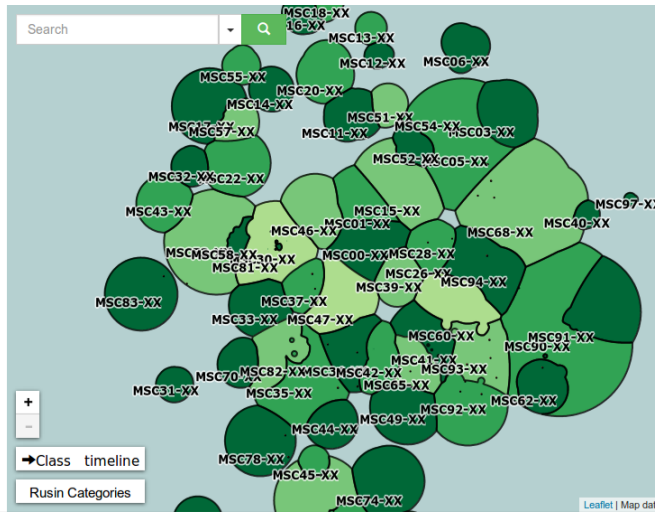 MSC18-XX
16-XX
Search
MSC13-XX
MSC12-XX
MSC06-XX
MSC55-XX
MSC20-XX
MSC14-XX
MSC51-XX
MSC57-XX
MSC11-XX
MSC54-XX
MSC03-XX
MSC52-XX
MSC05-XX
MSC32-XX
MSC22-XX
MSC97-XX
MSC43-XX
MSC15-XX
MSC01-XX
MSC40-XX
MSC46-XX
MSC68-XX
MSC58-XX
MSC00-XX
MSC28-XX
30-XX
MSC81-XX
MSC26-XX
MSC94-XX
MSC39-XX
MSC83-XX
MSC37-XX
MSC33-XX
MSC47-XX
MSC60-XX
MSC91-XX
MSC90-XX
MSC41-XX
MSC93-XX
MSC70-XX
MSC82-XX
MSC42-XX
MSC31-XX
MSC65-XX
MSC35-XX
MSC62-XX
MSC92-XX
MSC49-XX
MSC44-XX
+
−
➔Class timeline
MSC78-XX
MSC45-XX
Rusin Categories
MSC74-XX
Leaflet | Map dat